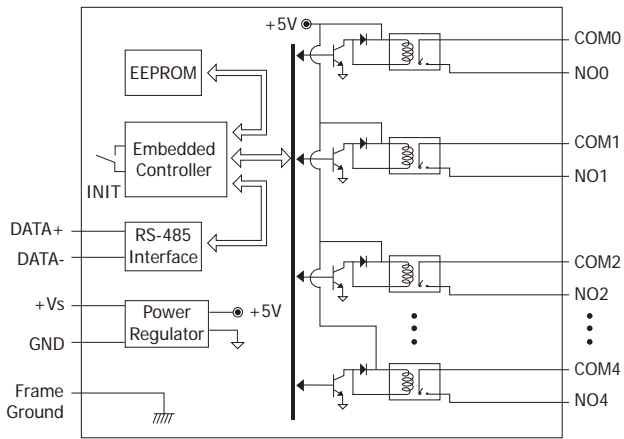 +5V
COM0
NO0
EEPROM
Embedded
Controller
INIT
COM1
NO1
DATA+
DATA-
RS-485
Interface
COM2
NO2
+Vs
GND
Power
Regulator
+5V
COM4
NO4
Frame
Ground